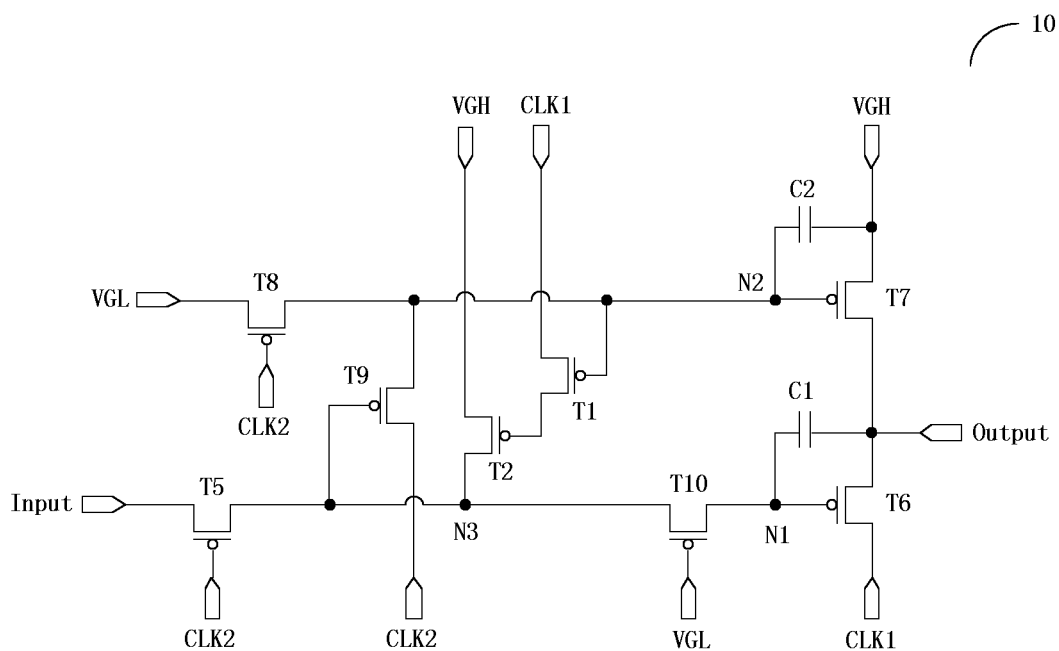 10
VGH
CLK1
VGH
C2
T8
N2
VGL
T7
T9
T1
C1
CLK2
T2
Output
T5
T10
T6
Input
N3
N1
CLK2
CLK2
VGL
CLK1